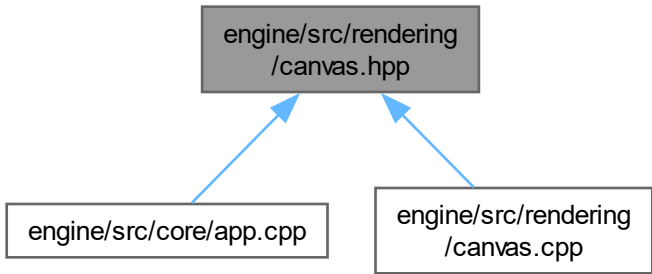 engine/src/rendering
/canvas.hpp
engine/src/core/app.cpp
engine/src/rendering
/canvas.cpp